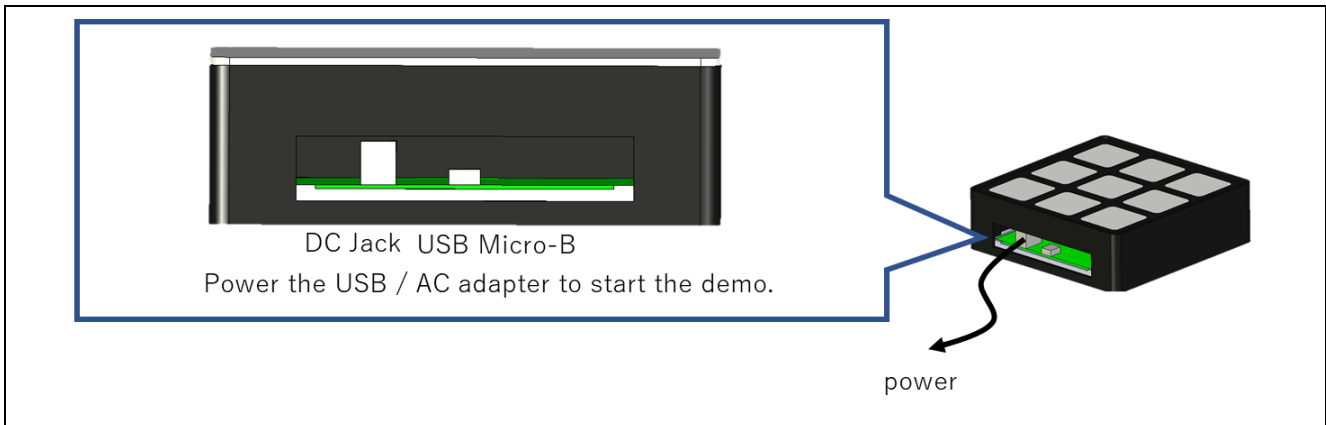 DC Jack USB Micro-B
Power the USB / AC adapter to start the demo.
power